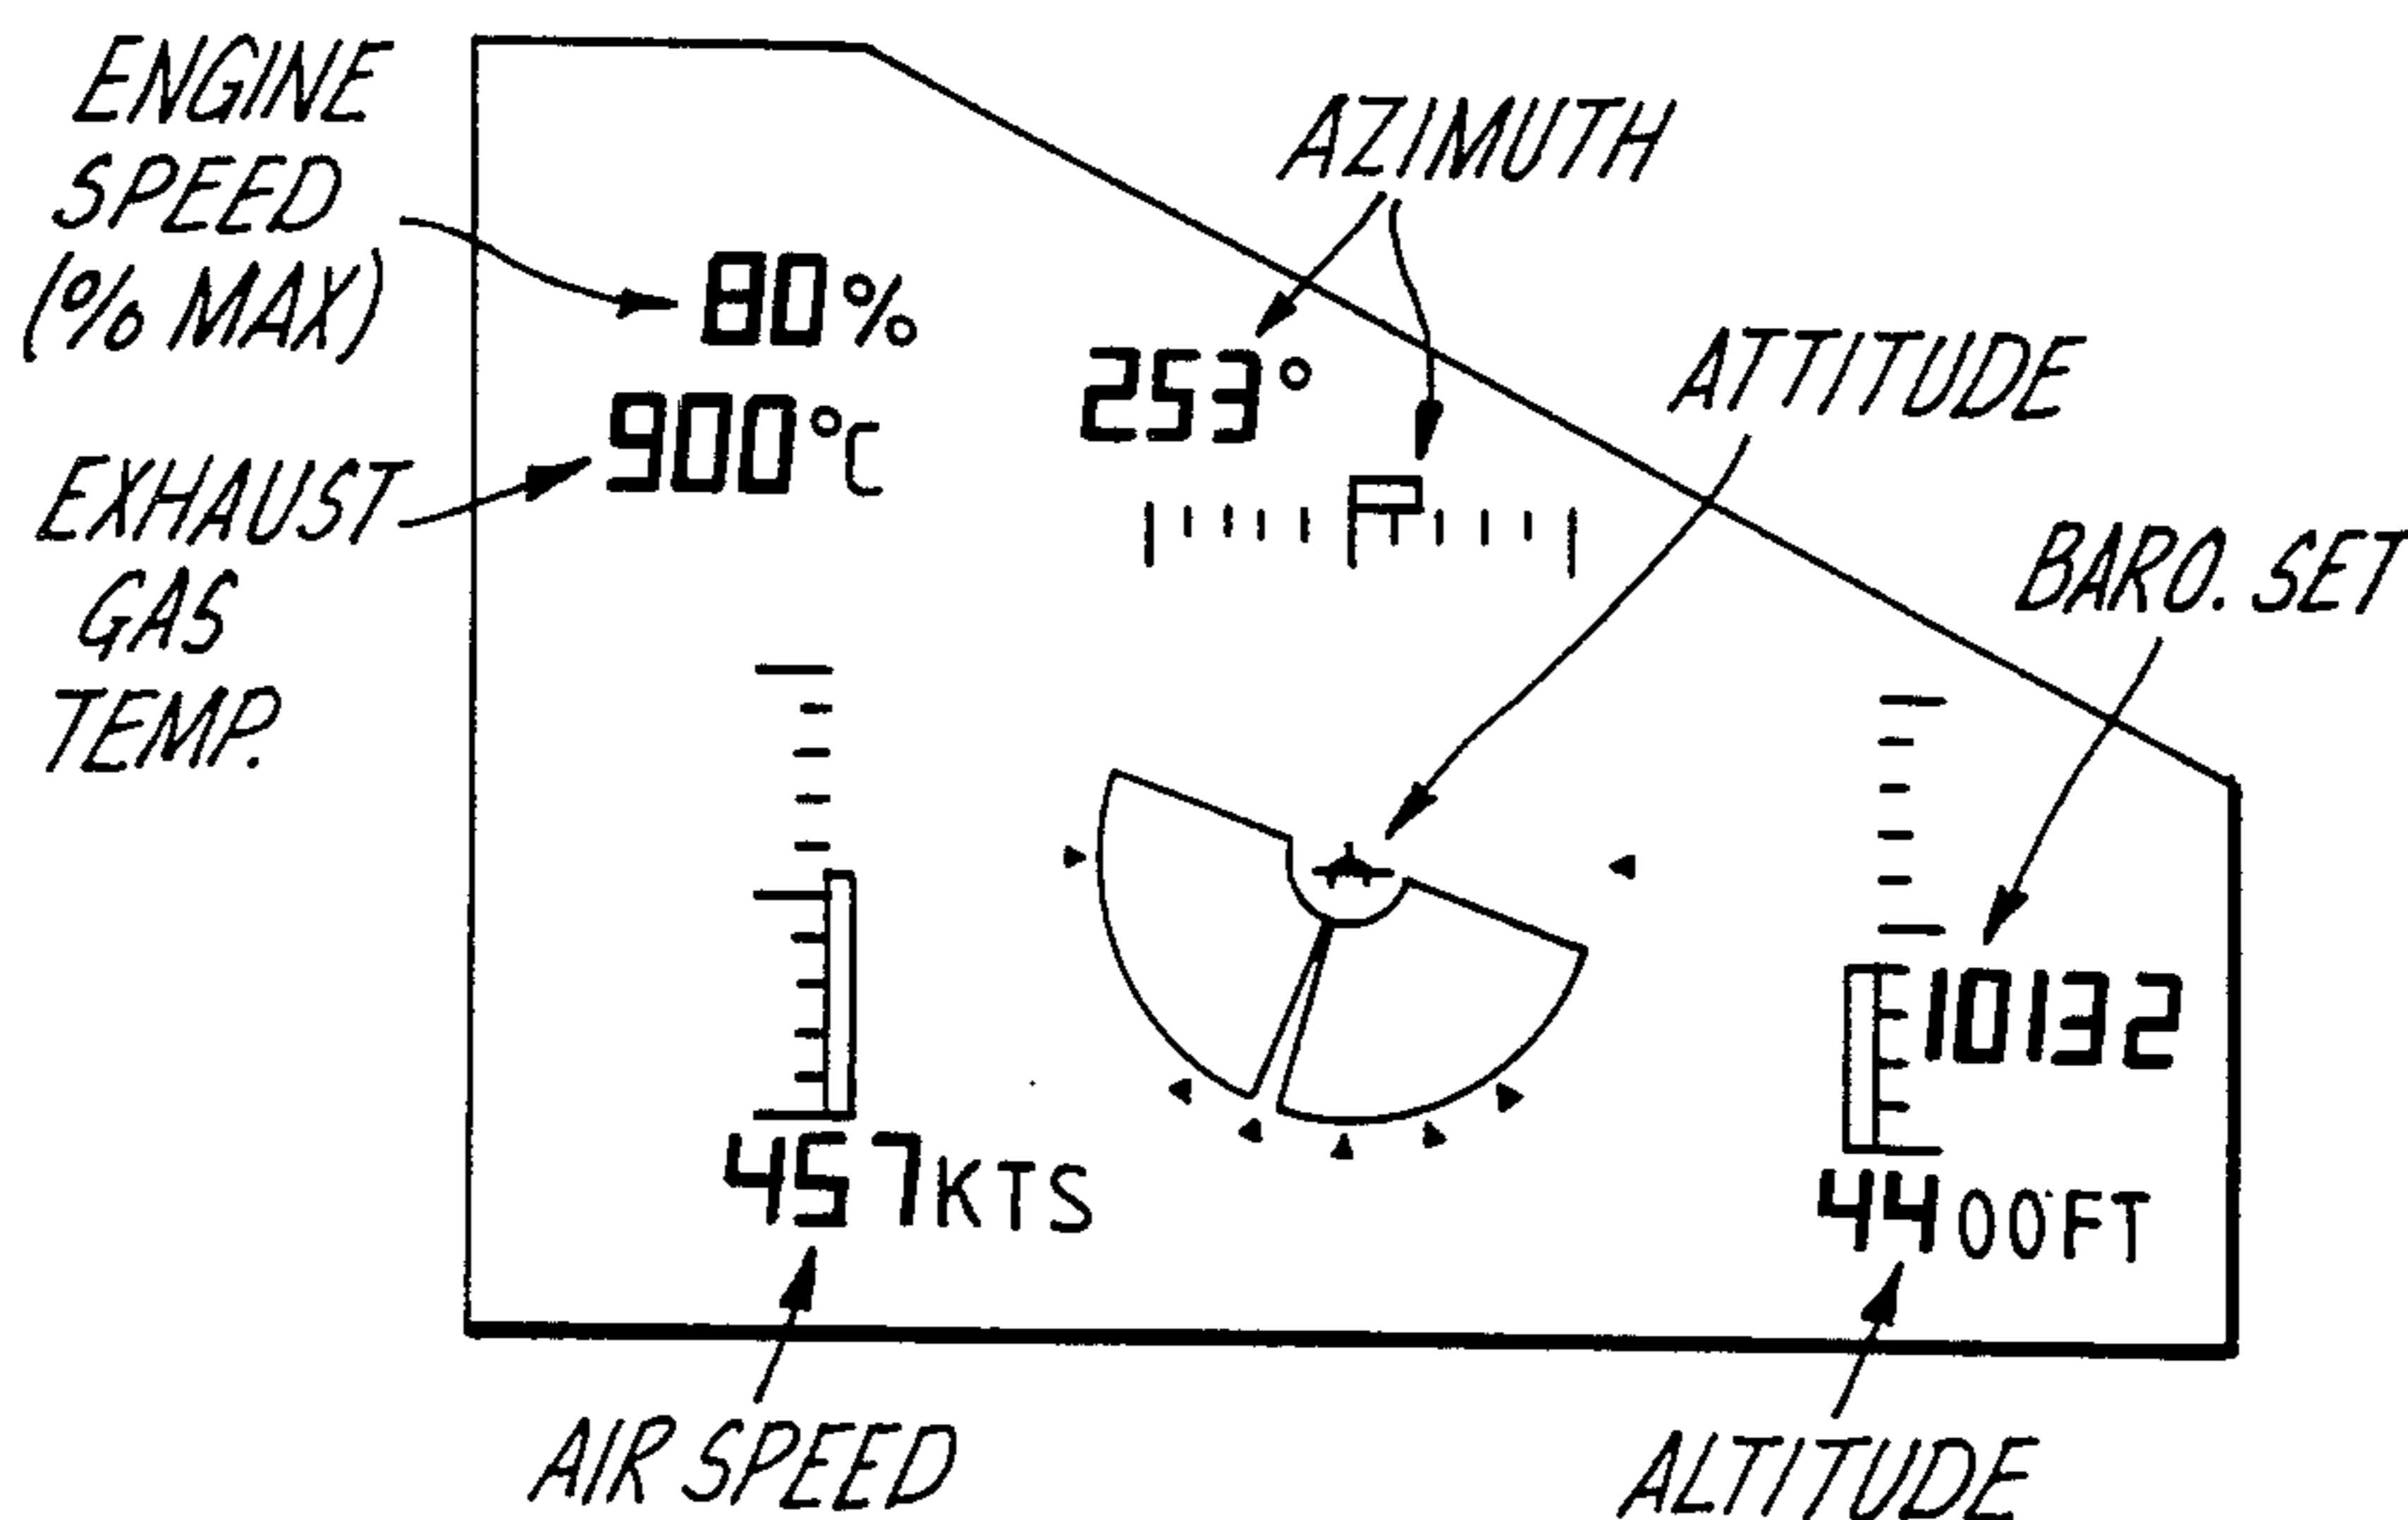 ENGINE
SPEED
(% MAX)
80%
900°C
EXHAUST
GAS
TEMP.
AZIMUTH
253°
ATTITUDE
BARO. SET
10132
457KTS
4400FT
AIR SPEED
ALTITUDE